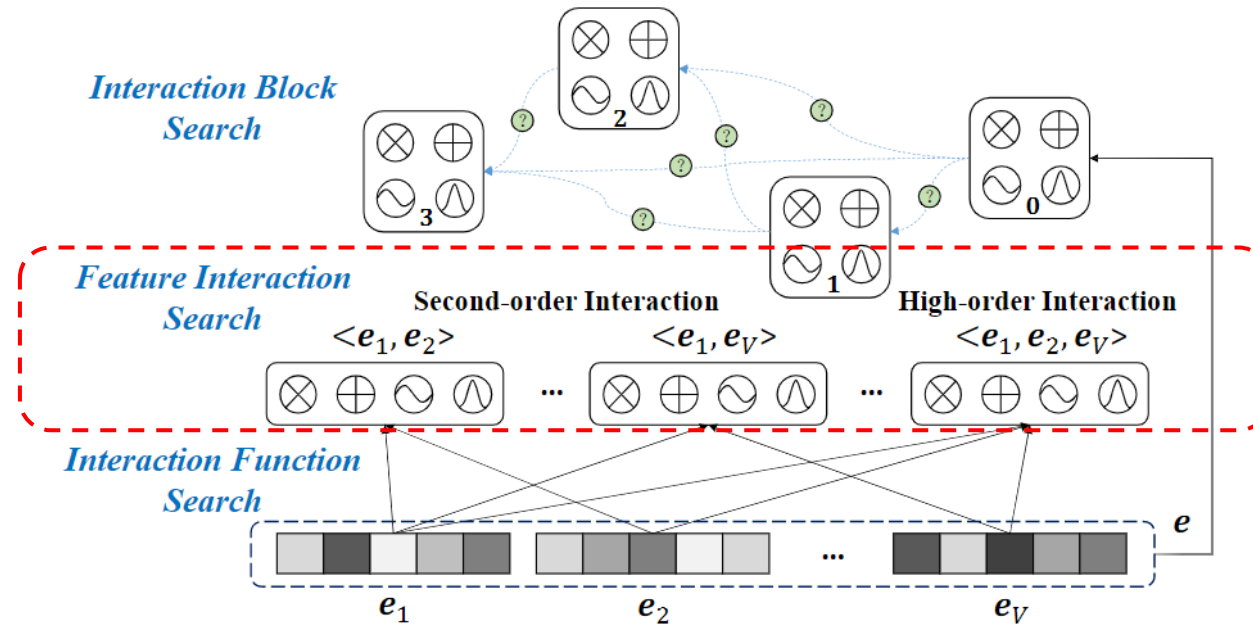 Interaction Block
Search
2
?
?
?
?
?
?
3
0
1
Feature Interaction
Search
Second-order Interaction
High-order Interaction
<e1, e2>
<e1, eV>
<e1, e2, eV>
...
...
Interaction Function
Search
e
...
e1
e2
eV